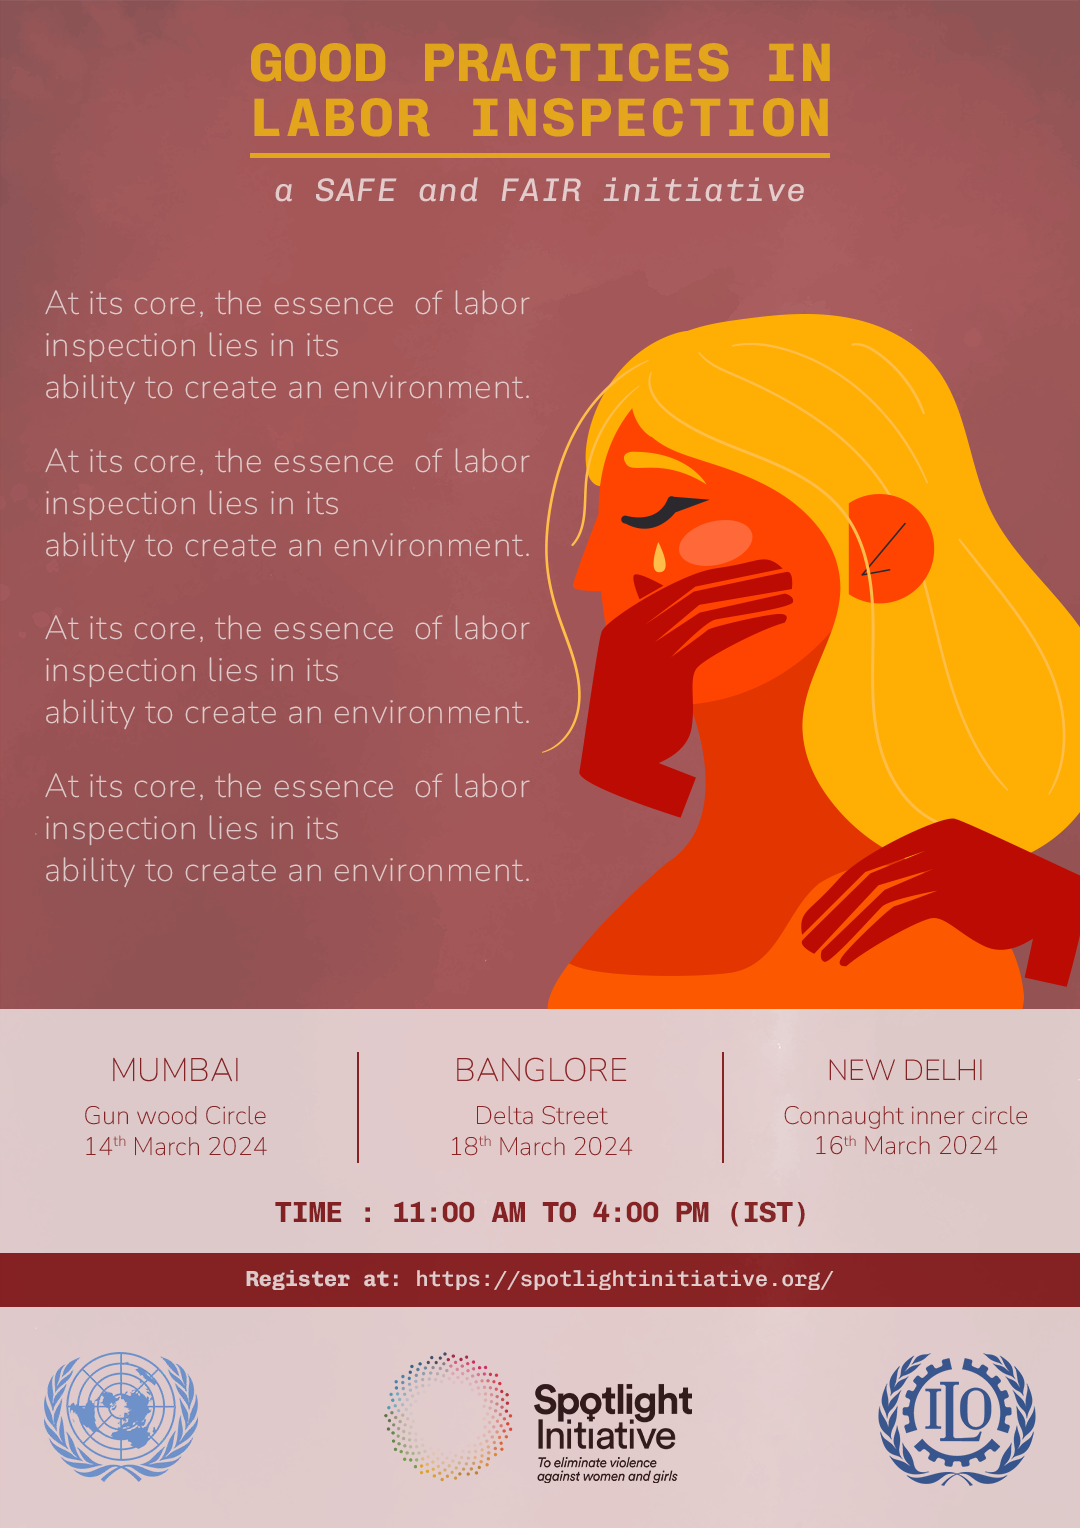 GOOD PRACTICES IN
LABOR INSPECTION
a SAFE and FAIR initiative
At its core, the essence  of labor
inspection lies in its
ability to create an environment.
At its core, the essence  of labor
inspection lies in its
ability to create an environment.
At its core, the essence  of labor
inspection lies in its
ability to create an environment.
At its core, the essence  of labor
inspection lies in its
ability to create an environment.
MUMBAI
Gun wood Circle
14th March 2024
BANGLORE
Delta Street
18th March 2024
NEW DELHI
Connaught inner circle
16th March 2024
TIME : 11:00 AM TO 4:00 PM (IST)
Register at: https://spotlightinitiative.org/
Spotlight
Initiative
To eliminate violence
against women and girls
ILO